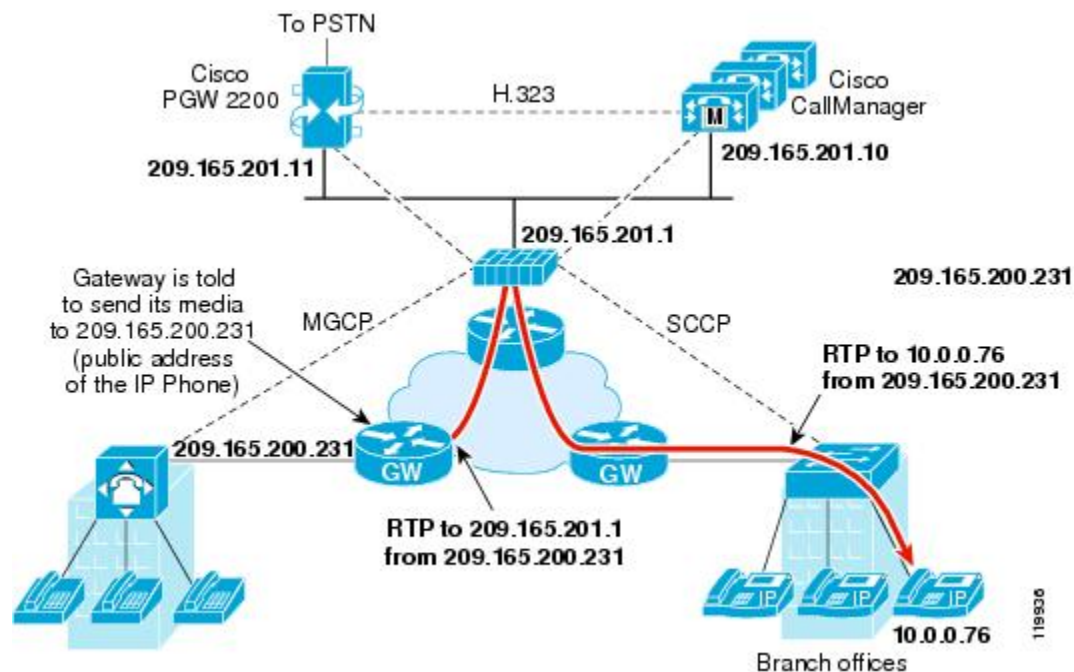 To PSTN
Cisco
PGW 2200
H.323
M
Cisco
CallManager
209.165.201.11
209.165.201.10
209.165.201.1
Gateway is told
to send its media
to 209.165.200.231
(public address
of the IP Phone)
MGCP
SCCP
209.165.200.231
RTP to 10.0.0.76
from 209.165.200.231
209.165.200.231
GW
GW
RTP to 209.165.201.1
from 209.165.200.231
IP
IP
IP
10.0.0.76
Branch offices
119936